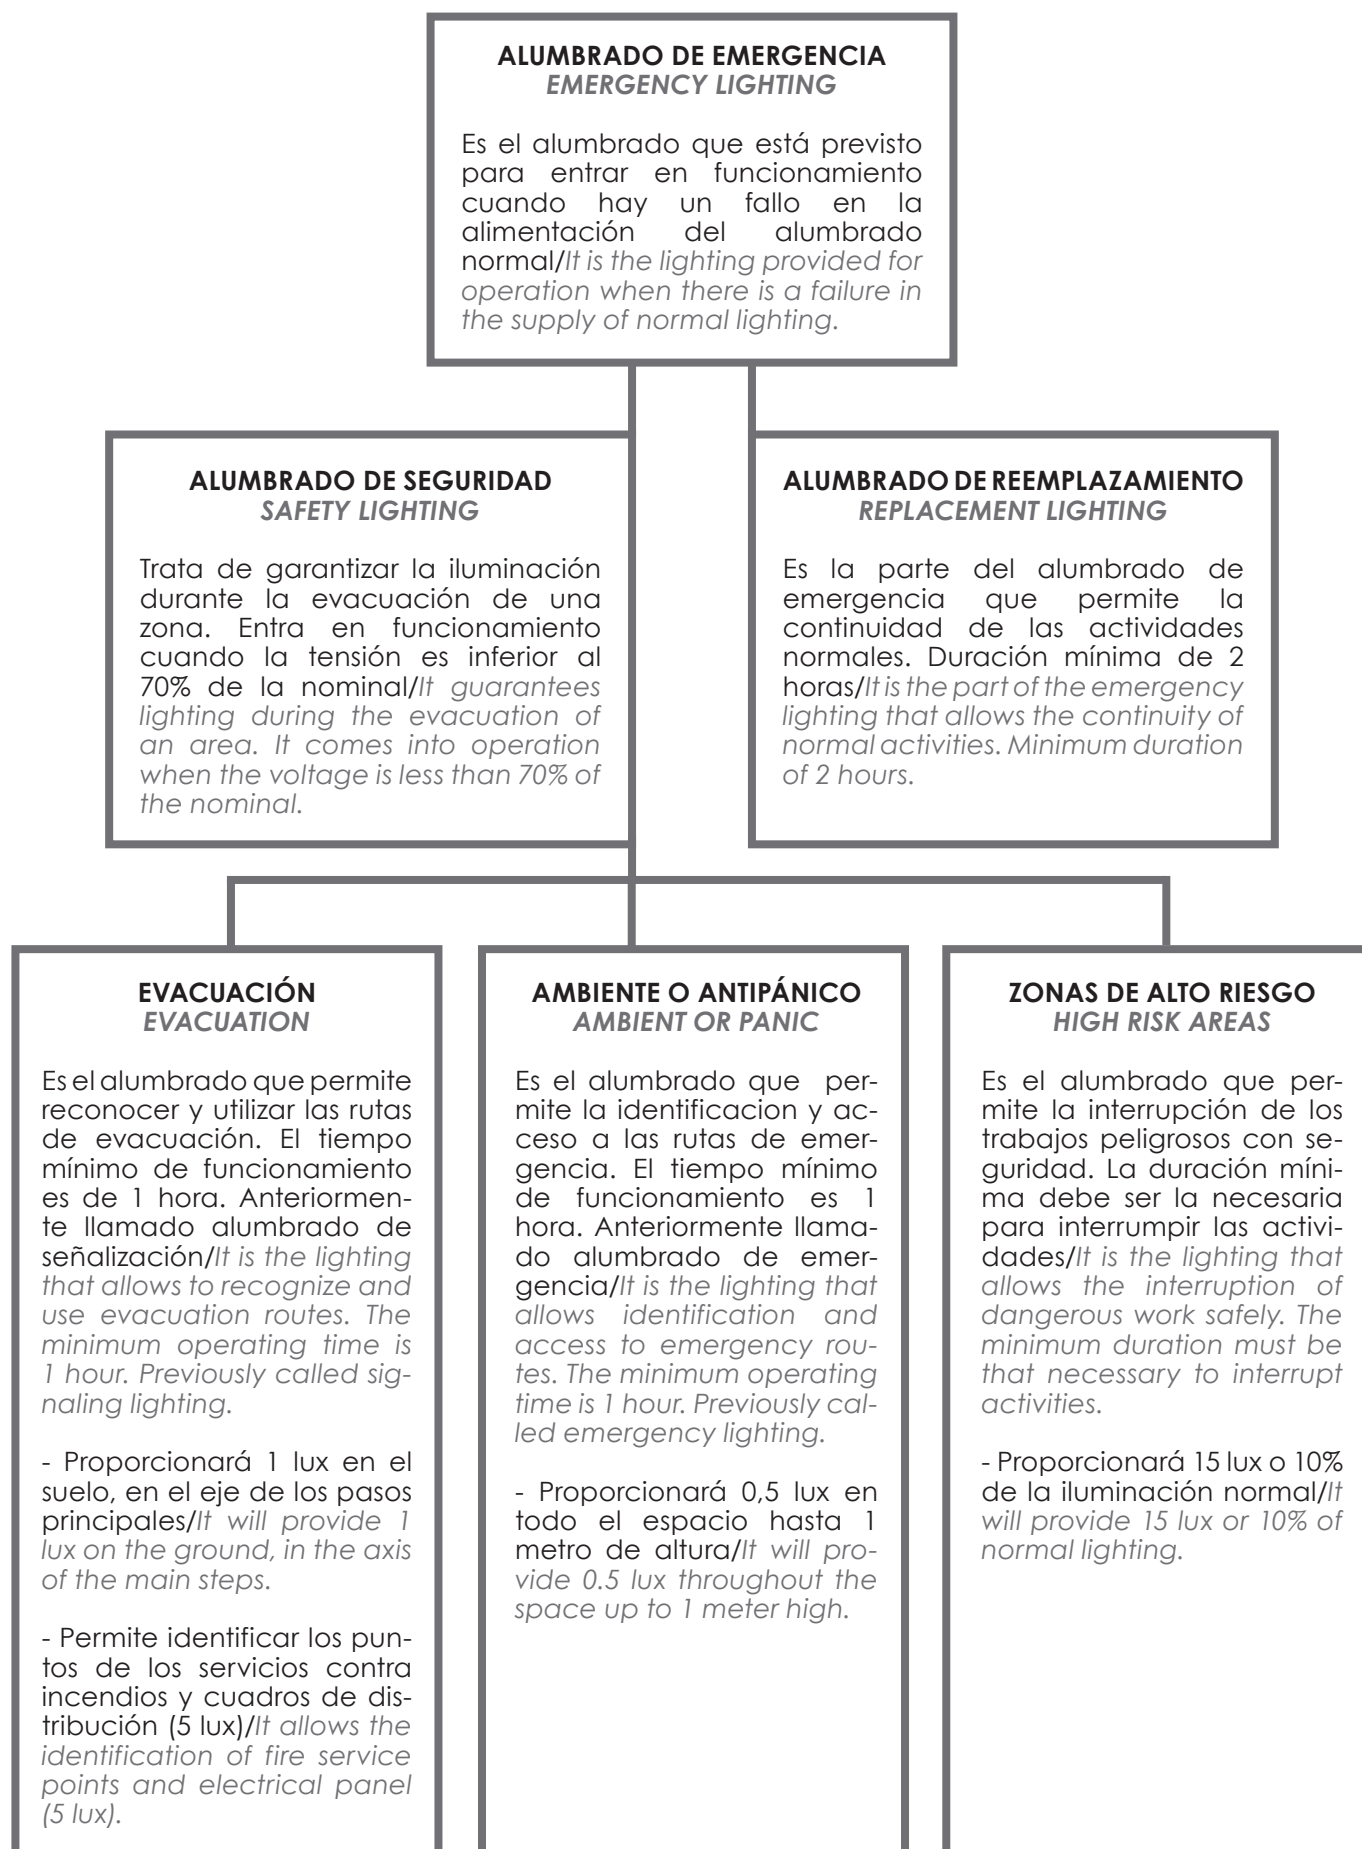 ALUMBRADO DE EMERGENCIA
EMERGENCY LIGHTING
Es el alumbrado que está previsto
para entrar en funcionamiento
cuando hay un fallo en la
alimentación del alumbrado
normal/It is the lighting provided for
operation when there is a failure in
the supply of normal lighting.
ALUMBRADO DE SEGURIDAD
SAFETY LIGHTING
Trata de garantizar la iluminación
durante la evacuación de una
zona. Entra en funcionamiento
cuando la tensión es inferior al
70% de la nominal/It guarantees
lighting during the evacuation of
an area. It comes into operation
when the voltage is less than 70% of
the nominal.
ALUMBRADO DE REEMPLAZAMIENTO
REPLACEMENT LIGHTING
Es la parte del alumbrado de
emergencia que permite la
continuidad de las actividades
normales. Duración mínima de 2
horas/It is the part of the emergency
lighting that allows the continuity of
normal activities. Minimum duration
of 2 hours.
EVACUACIÓN
EVACUATION
Es el alumbrado que permite
reconocer y utilizar las rutas
de evacuación. El tiempo
mínimo de funcionamiento
es de 1 hora. Anteriormen-
te llamado alumbrado de
señalización/It is the lighting
that allows to recognize and
use evacuation routes. The
minimum operating time is
1 hour. Previously called sig-
naling lighting.
- Proporcionará 1 lux en el
suelo, en el eje de los pasos
principales/It will provide 1
lux on the ground, in the axis
of the main steps.
- Permite identificar los pun-
tos de los servicios contra
incendios y cuadros de dis-
tribución (5 lux)/It allows the
identification of fire service
points and electrical panel
(5 lux).
AMBIENTE O ANTIPÁNICO
AMBIENT OR PANIC
Es el alumbrado que per-
mite la identificacion y ac-
ceso a las rutas de emer-
gencia. El tiempo mínimo
de funcionamiento es 1
hora. Anteriormente llama-
do alumbrado de emer-
gencia/It is the lighting that
allows identification and
access to emergency rou-
tes. The minimum operating
time is 1 hour. Previously cal-
led emergency lighting.
- Proporcionará 0,5 lux en
todo el espacio hasta 1
metro de altura/It will pro-
vide 0.5 lux throughout the
space up to 1 meter high.
ZONAS DE ALTO RIESGO
HIGH RISK AREAS
Es el alumbrado que per-
mite la interrupción de los
trabajos peligrosos con se-
guridad. La duración míni-
ma debe ser la necesaria
para interrumpir las activi-
dades/It is the lighting that
allows the interruption of
dangerous work safely. The
minimum duration must be
that necessary to interrupt
activities.
- Proporcionará 15 lux o 10%
de la iluminación normal/It
will provide 15 lux or 10% of
normal lighting.